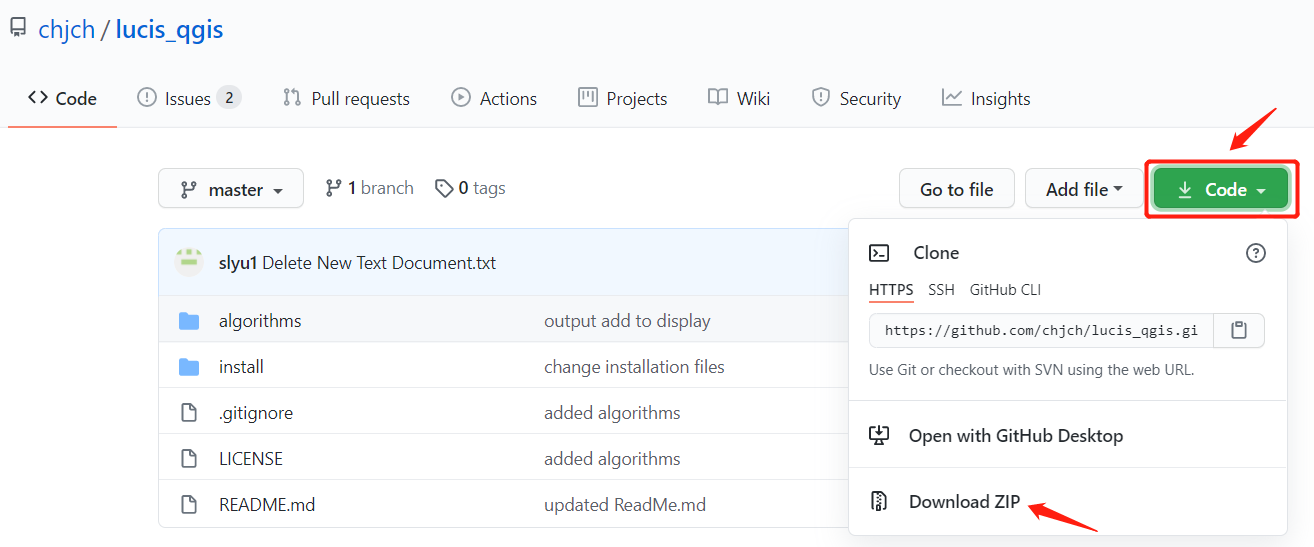 chjch / lucis_qgis
Code Issues 2 Pull requests Actions Projects Wiki Security Insights
master 1 branch 0 tags Go to file Add file Code
slyu1 Delete New Text Document.txt
algorithms output add to display
install change installation files
.gitignore added algorithms
LICENSE added algorithms
README.md updated ReadMe.md
Clone
HTTPS SSH GitHub CLI
https://github.com/chjch/lucis_qgis.gi
Use Git or checkout with SVN using the web URL.
Open with GitHub Desktop
Download ZIP